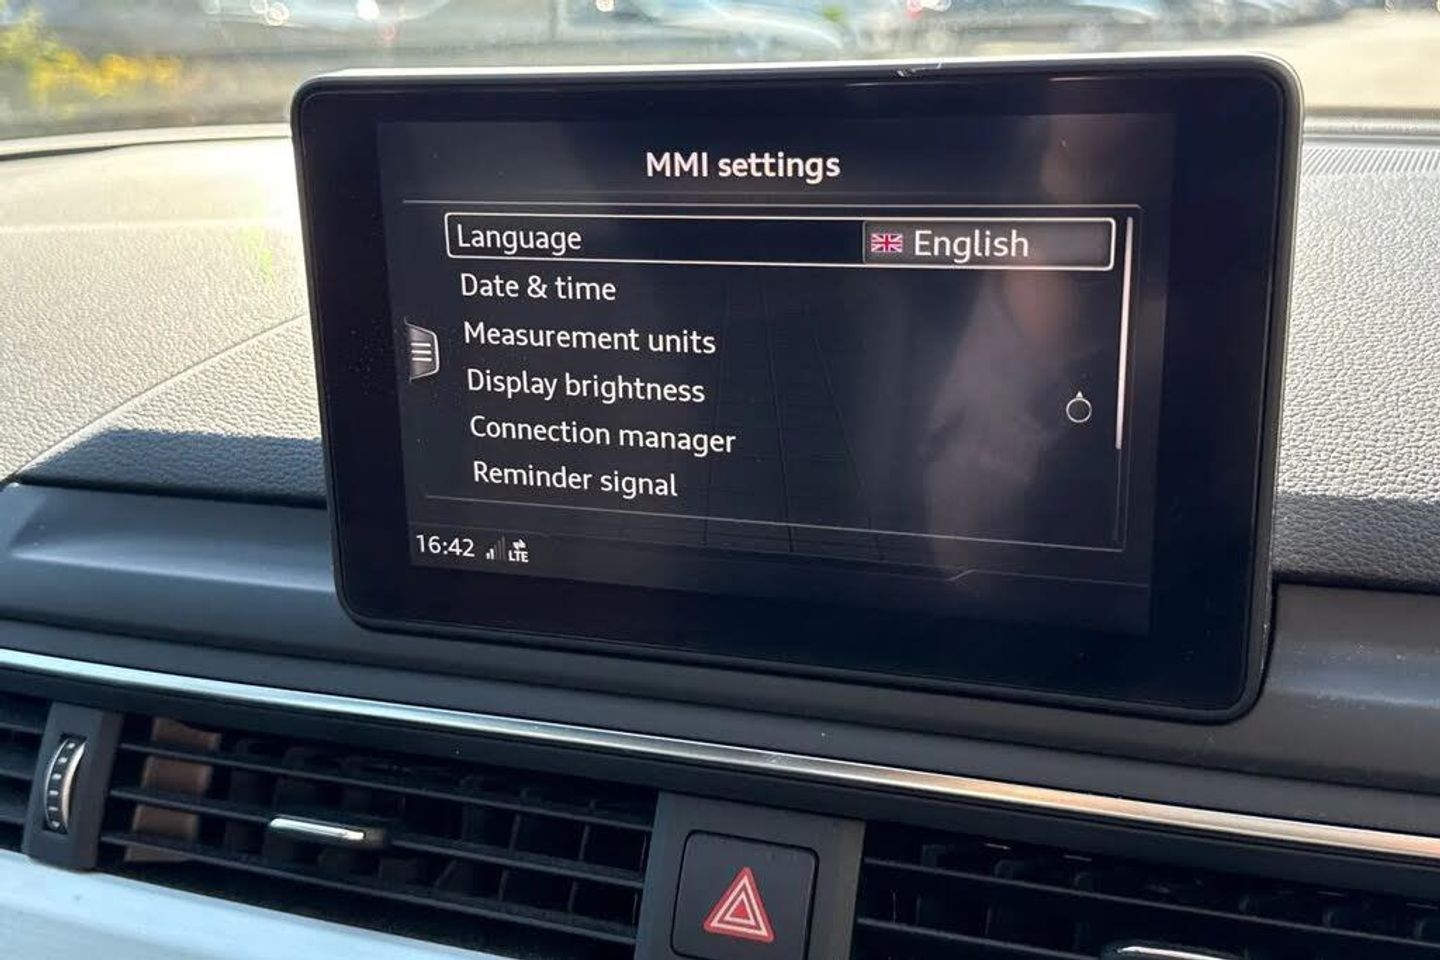 MMI settings
Language English
Date & time
Measurement units
Display brightness
Connection manager
Reminder signal
16:42 LTE